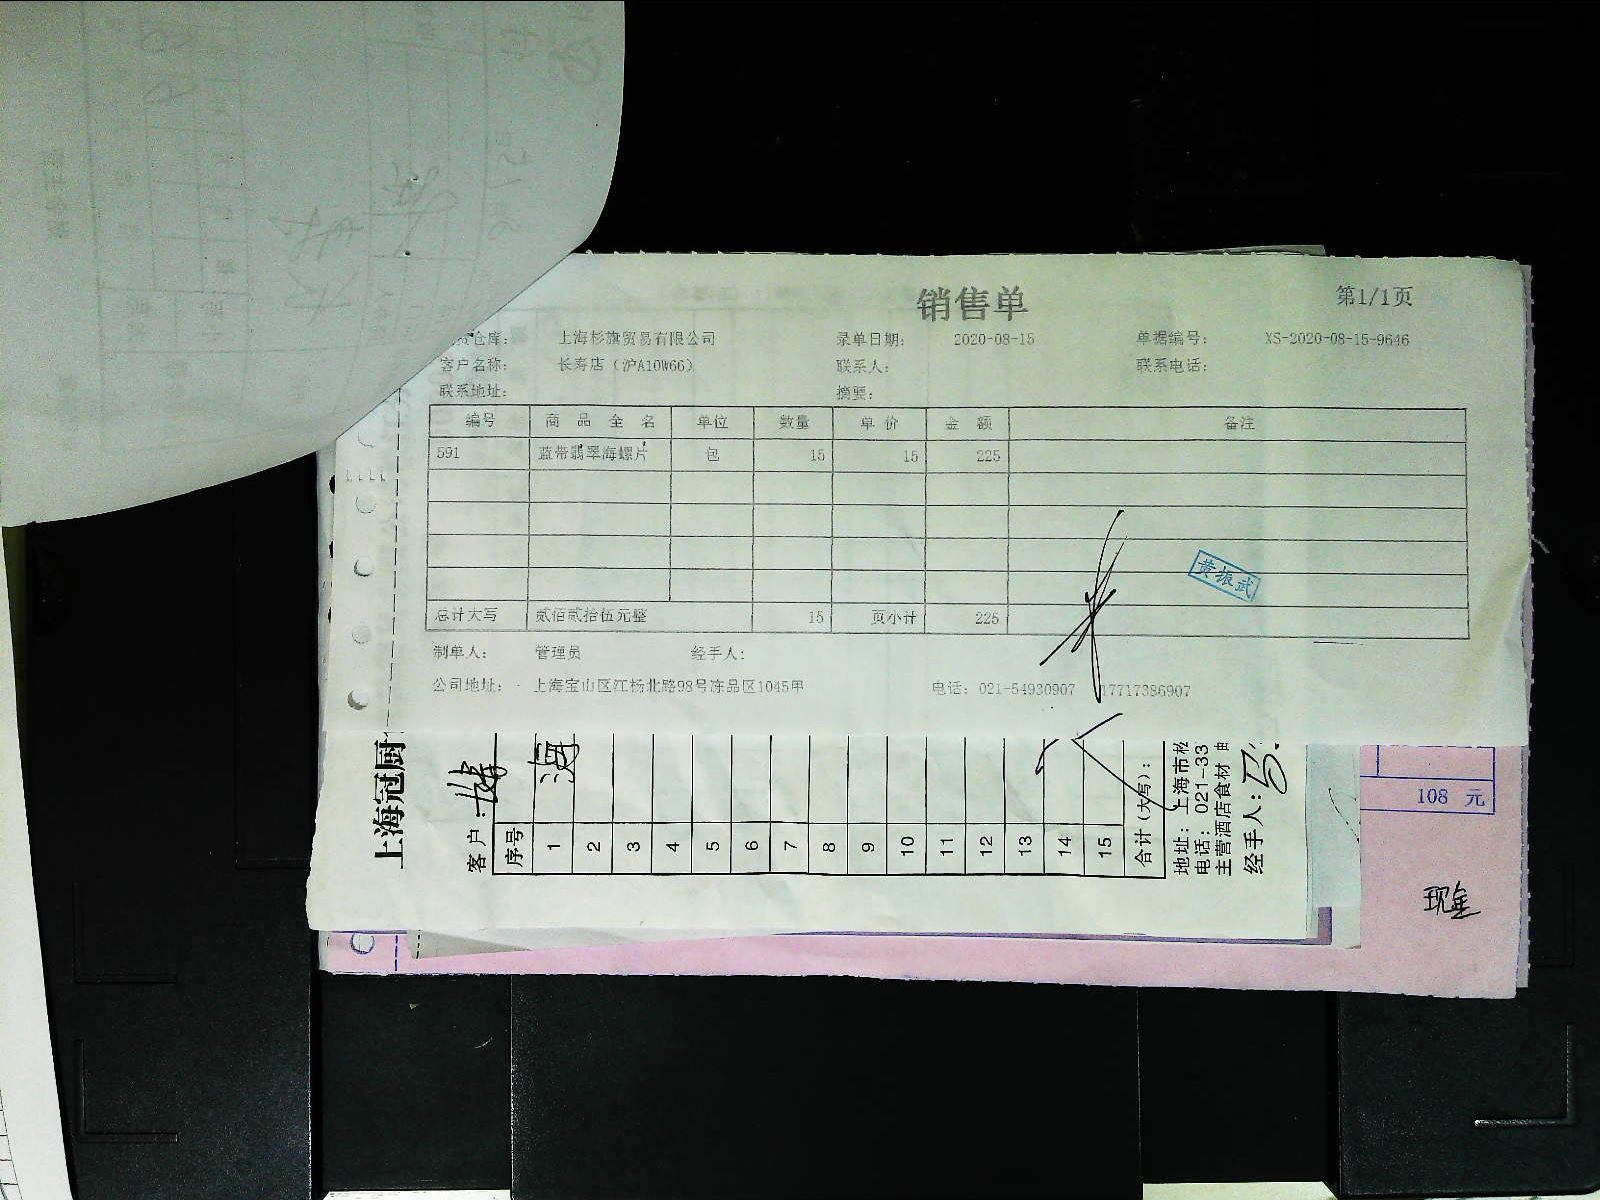 销售单
第1/1页
仓库： 上海杉旗贸易有限公司 录单日期： 2020-08-15 单据编号： XS-2020-08-15-9646
客户名称： 长寿店（沪A10W66） 联系人： 联系电话：
联系地址： 摘要：
编号 商品全名 单位 数量 单价 金额 备注
591 蓝带翡翠海螺片 包 15 15 225
黄振武
总计大写 贰佰贰拾伍元整 15 页小计 225
制单人： 管理员 经手人：
公司地址： 上海宝山区江杨北路98号冻品区1045甲 电话：021-54930907 17717386907
上海冠厨
客户：
序号
1 海
2
3
4
5
6
7
8
9
10
11
12
13
14
15
合计（大写）：
地址：上海市松
电话：021-33
主营酒店食材
经手人：
108 元
现金